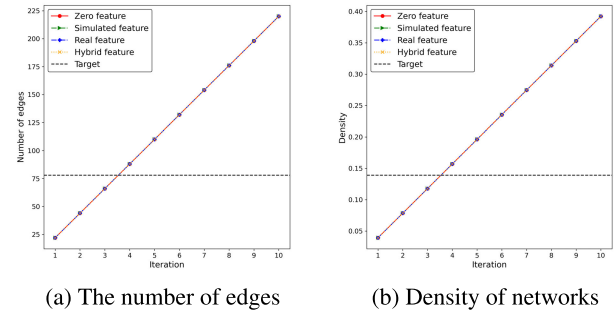 Zero feature
Simulated feature
Real feature
Hybrid feature
Target
Number of edges
225
200
175
150
125
100
75
50
25
1 2 3 4 5 6 7 8 9 10
Iteration
(a) The number of edges
Zero feature
Simulated feature
Real feature
Hybrid feature
Target
Density
0.40
0.35
0.30
0.25
0.20
0.15
0.10
0.05
1 2 3 4 5 6 7 8 9 10
Iteration
(b) Density of networks